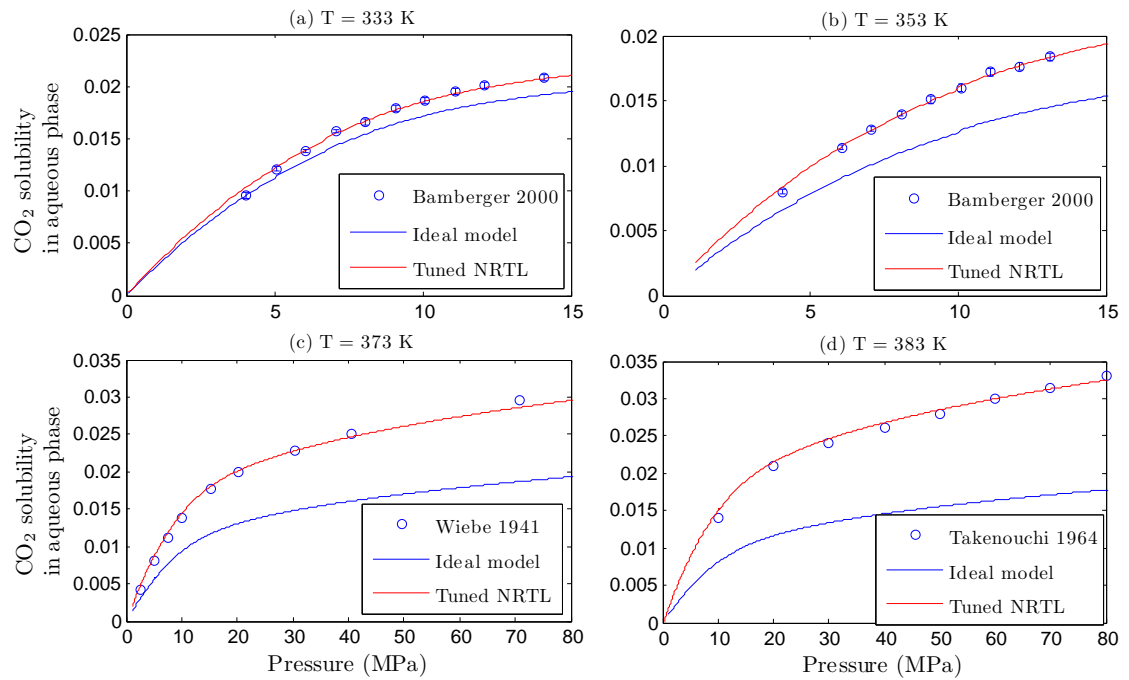 (a) T = 333 K
0.025
0.02
0.015
0.01
0.005
0
0 5 10 15
CO₂ solubility
in aqueous phase
Bamberger 2000
Ideal model
Tuned NRTL
(b) T = 353 K
0.02
0.015
0.01
0.005
0
0 5 10 15
Bamberger 2000
Ideal model
Tuned NRTL
(c) T = 373 K
0.035
0.03
0.025
0.02
0.015
0.01
0.005
0
0 10 20 30 40 50 60 70 80
CO₂ solubility
in aqueous phase
Pressure (MPa)
Wiebe 1941
Ideal model
Tuned NRTL
(d) T = 383 K
0.035
0.03
0.025
0.02
0.015
0.01
0.005
0
0 10 20 30 40 50 60 70 80
Pressure (MPa)
Takenouchi 1964
Ideal model
Tuned NRTL